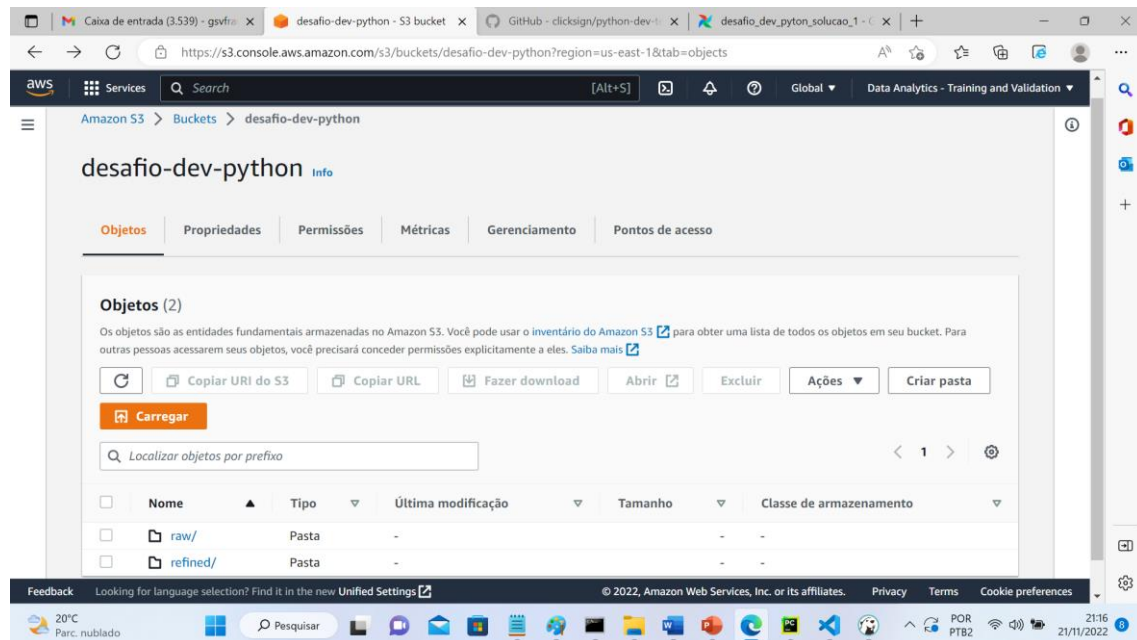 Caixa de entrada (3.539) - gsvfra
desafio-dev-python - S3 bucket
GitHub - clicksign/python-dev-t
desafio_dev_pyton_solucao_1 - C
https://s3.console.aws.amazon.com/s3/buckets/desafio-dev-python?region=us-east-1&tab=objects
aws
Services
Search
[Alt+S]
Global
Data Analytics - Training and Validation
Amazon S3 > Buckets > desafio-dev-python
desafio-dev-python Info
Objetos
Propriedades
Permissões
Métricas
Gerenciamento
Pontos de acesso
Objetos (2)
Os objetos são as entidades fundamentais armazenadas no Amazon S3. Você pode usar o inventário do Amazon S3 para obter uma lista de todos os objetos em seu bucket. Para
outras pessoas acessarem seus objetos, você precisará conceder permissões explicitamente a eles. Saiba mais
Copiar URI do S3
Copiar URL
Fazer download
Abrir
Excluir
Ações
Criar pasta
Carregar
Localizar objetos por prefixo
< 1 >
Nome Tipo Última modificação Tamanho Classe de armazenamento
raw/ Pasta - - -
refined/ Pasta - - -
Feedback
Looking for language selection? Find it in the new Unified Settings
© 2022, Amazon Web Services, Inc. or its affiliates.
Privacy
Terms
Cookie preferences
20°C
Parc. nublado
Pesquisar
POR
PTB2
21:16
21/11/2022
8